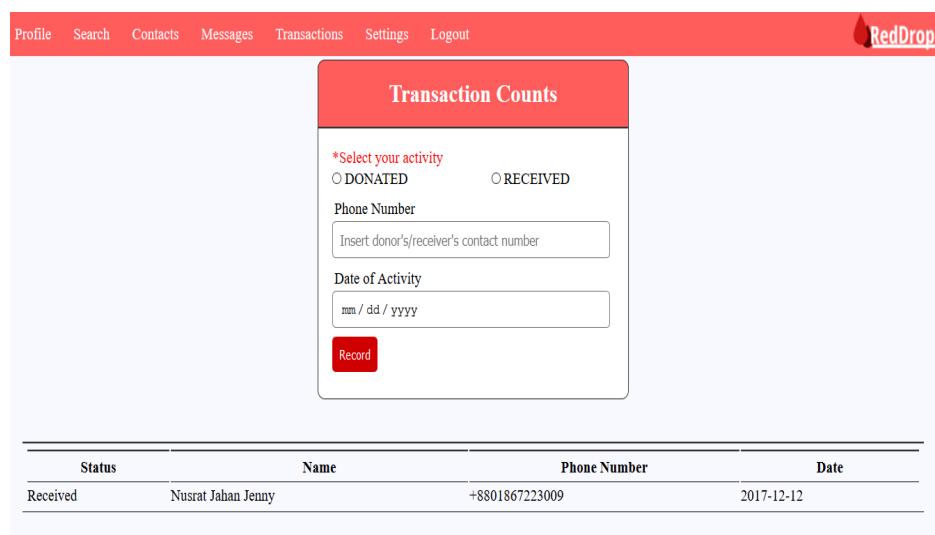 Profile Search Contacts Messages Transactions Settings Logout RedDrop
Transaction Counts
*Select your activity
DONATED RECEIVED
Phone Number
Insert donor's/receiver's contact number
Date of Activity
mm / dd / yyyy
Record
Status Name Phone Number Date
Received Nusrat Jahan Jenny +8801867223009 2017-12-12